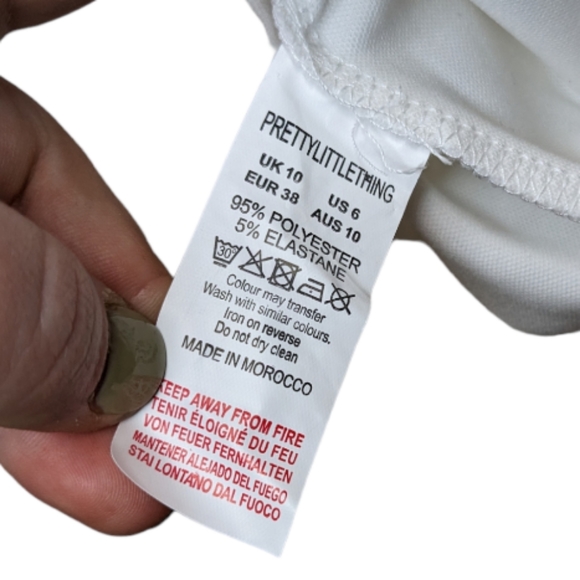 PRETTYLITTLETHING
UK 10 US 6
EUR 38 AUS 10
95% POLYESTER
5% ELASTANE
30
Colour may transfer
Wash with similar colours.
Iron on reverse
Do not dry clean
MADE IN MOROCCO
KEEP AWAY FROM FIRE
TENIR ÉLOIGNÉ DU FEU
VON FEUER FERNHALTEN
MANTENER ALEJADO DEL FUEGO
STAI LONTANO DAL FUOCO